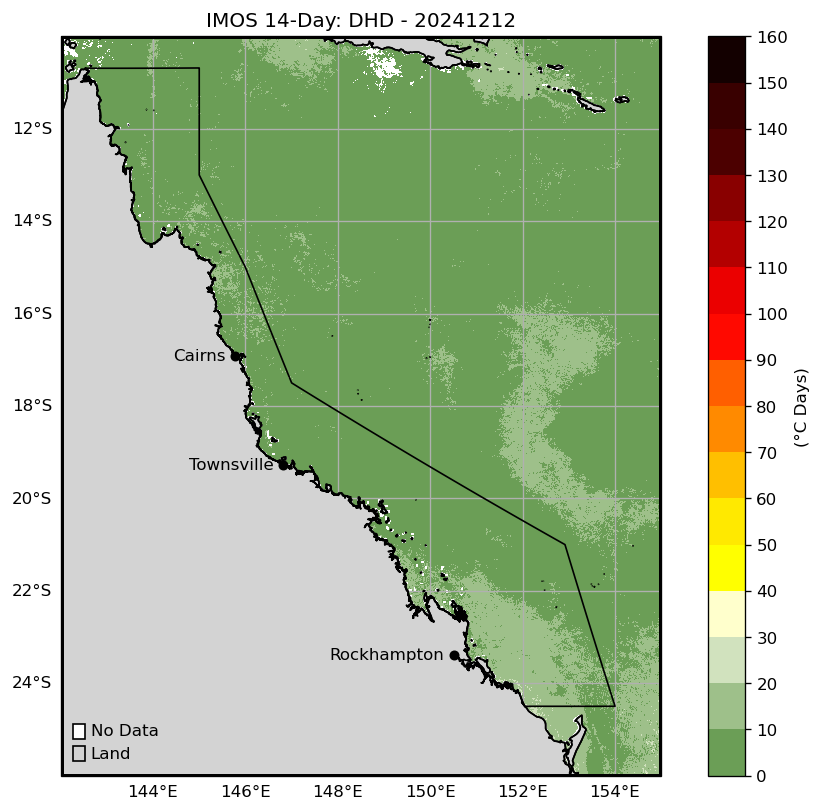 IMOS 14-Day: DHD - 20241212
12°S
14°S
16°S
18°S
20°S
22°S
24°S
Cairns
Townsville
Rockhampton
No Data
Land
144°E
146°E
148°E
150°E
152°E
154°E
160
150
140
130
120
110
100
90
80
70
60
50
40
30
20
10
0
(°C Days)